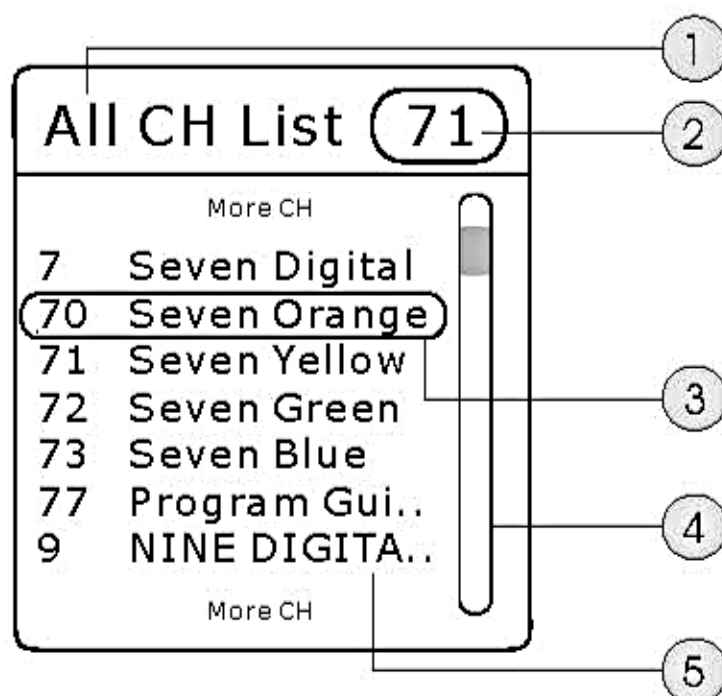 1
All CH List 71
2
More CH
7 Seven Digital
70 Seven Orange
71 Seven Yellow
72 Seven Green
3
73 Seven Blue
77 Program Gui..
4
9 NINE DIGITA..
More CH
5